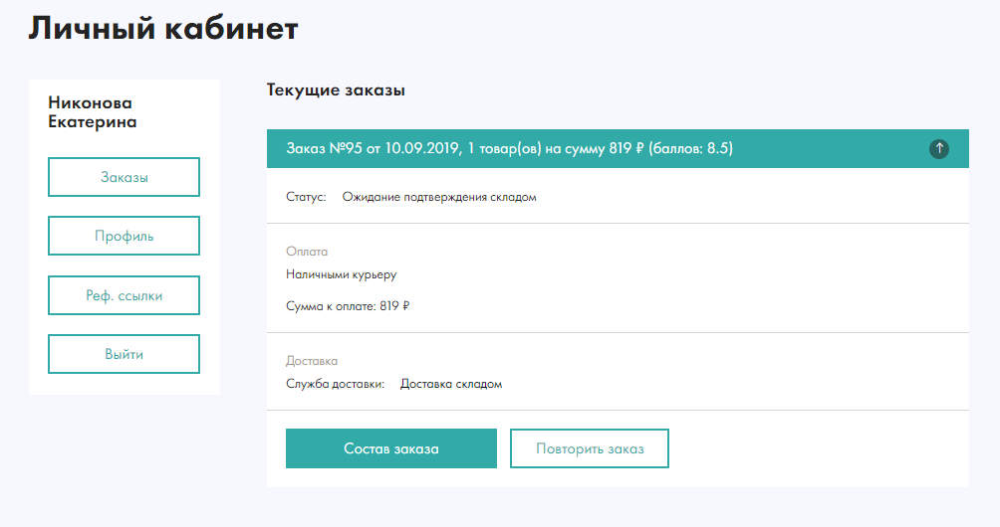 Личный кабинет
Никонова
Екатерина
Заказы
Профиль
Реф. ссылки
Выйти
Текущие заказы
Заказ №95 от 10.09.2019, 1 товар(ов) на сумму 819 ₽ (баллов: 8.5)
Статус: Ожидание подтверждения складом
Оплата
Наличными курьеру
Сумма к оплате: 819 ₽
Доставка
Служба доставки: Доставка складом
Состав заказа
Повторить заказ